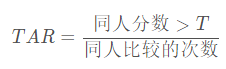 TAR = 同人分数 > T / 同人比较的次数